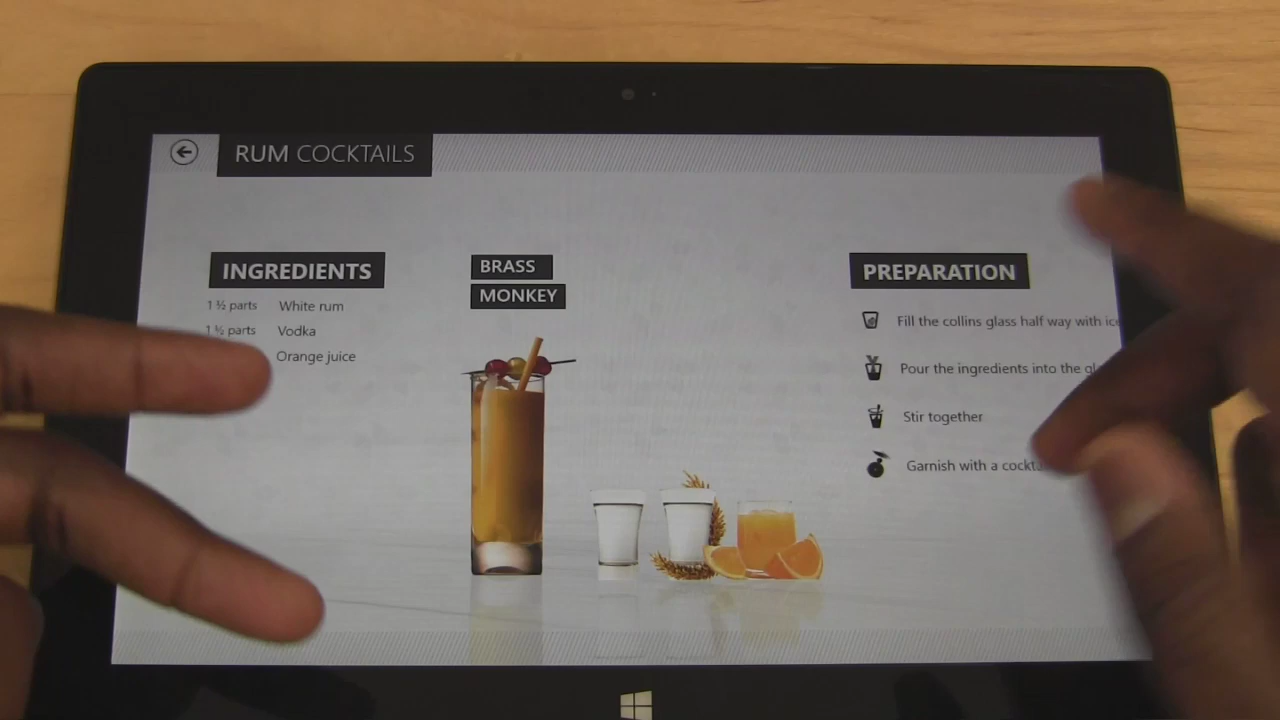 RUM COCKTAILS
INGREDIENTS
1 ½ parts White rum
1 ½ parts Vodka
Orange juice
BRASS
MONKEY
PREPARATION
Fill the collins glass half way with ice
Pour the ingredients into the
Stir together
Garnish with a